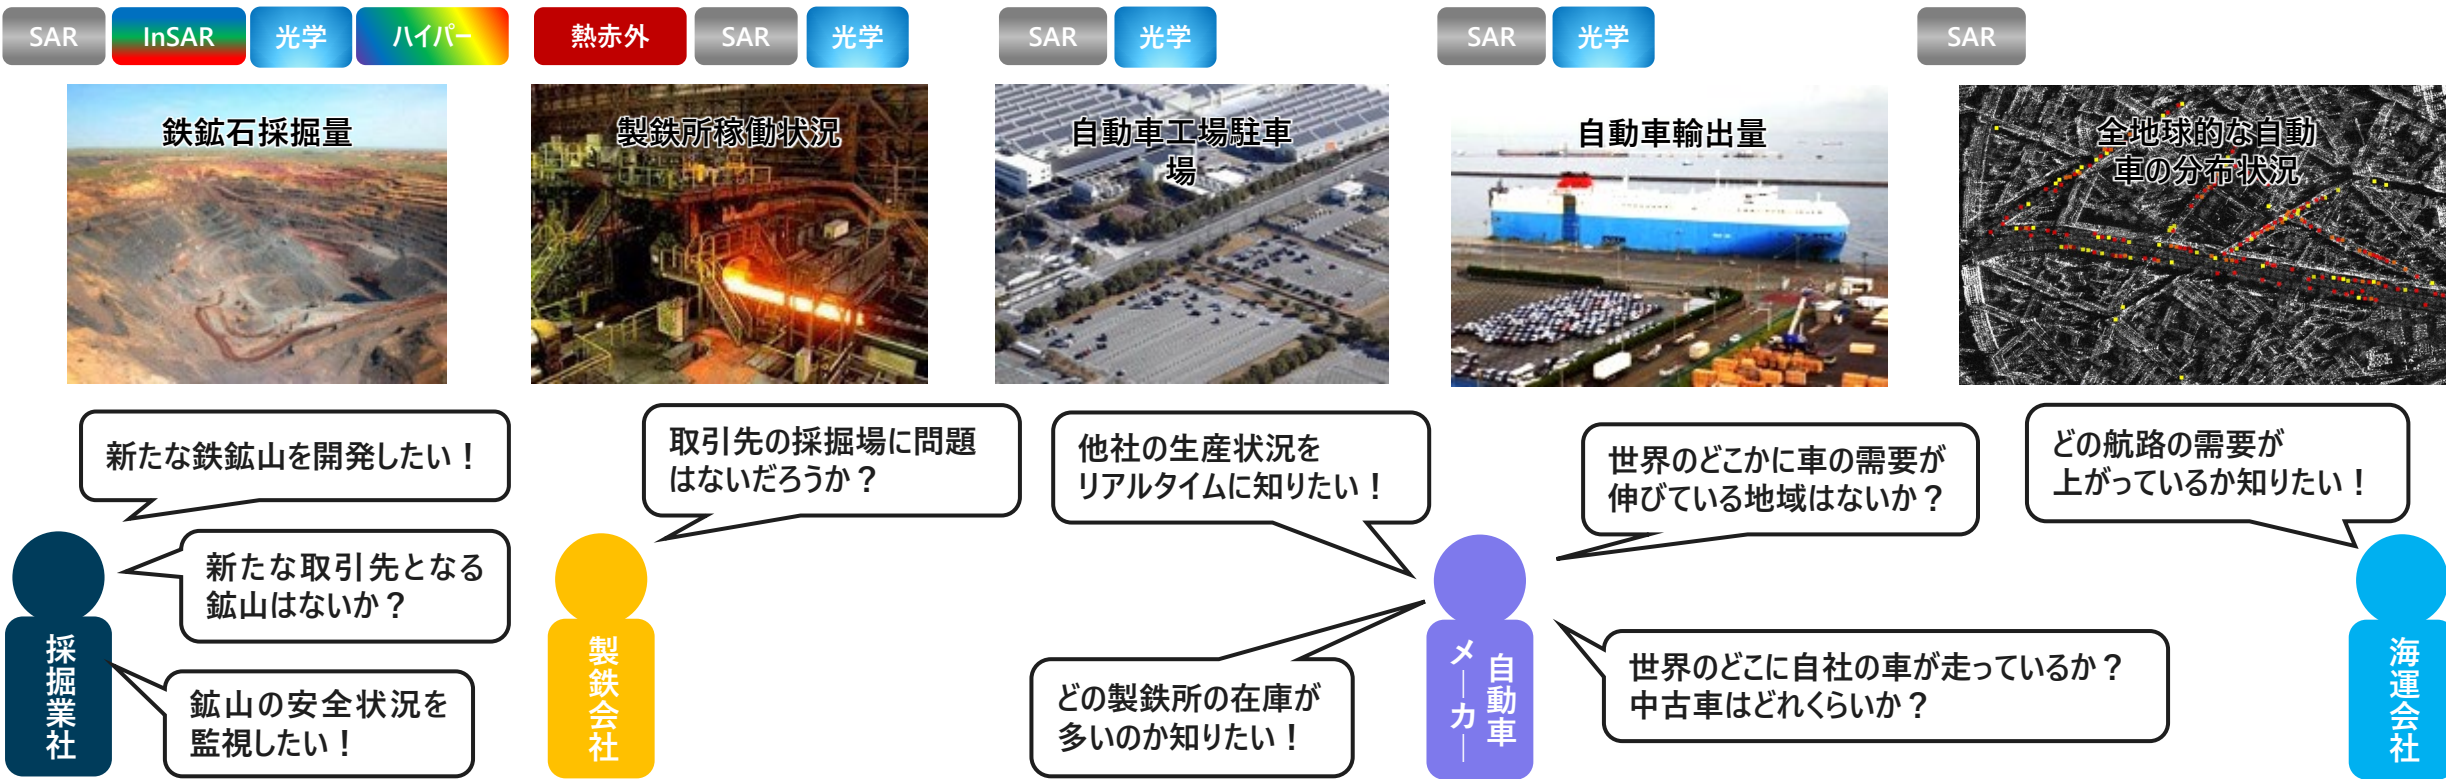 SAR
InSAR
光学
ハイパー
熱赤外
SAR
光学
SAR
光学
SAR
光学
SAR
鉄鉱石採掘量
製鉄所稼働状況
自動車工場駐車
場
自動車輸出量
全地球的な自動
車の分布状況
新たな鉄鉱山を開発したい！
新たな取引先となる
鉱山はないか？
鉱山の安全状況を
監視したい！
採掘業社
取引先の採掘場に問題
はないだろうか？
製鉄会社
他社の生産状況を
リアルタイムに知りたい！
どの製鉄所の在庫が
多いのか知りたい！
自動車
メーカー
世界のどこかに車の需要が
伸びている地域はないか？
世界のどこに自社の車が走っているか？
中古車はどれくらいか？
どの航路の需要が
上がっているか知りたい！
海運会社